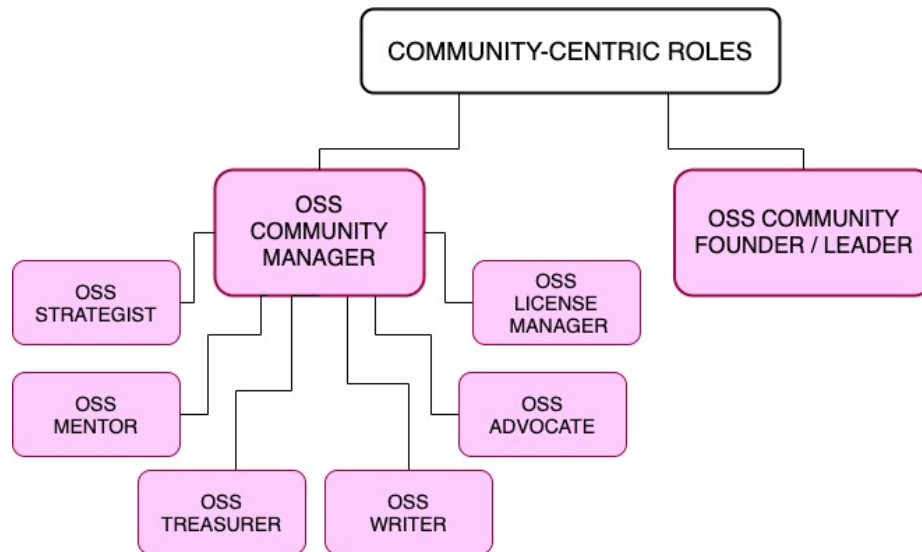 COMMUNITY-CENTRIC ROLES
OSS
COMMUNITY
MANAGER
OSS COMMUNITY
FOUNDER / LEADER
OSS
STRATEGIST
OSS
LICENSE
MANAGER
OSS
MENTOR
OSS
ADVOCATE
OSS
TREASURER
OSS
WRITER